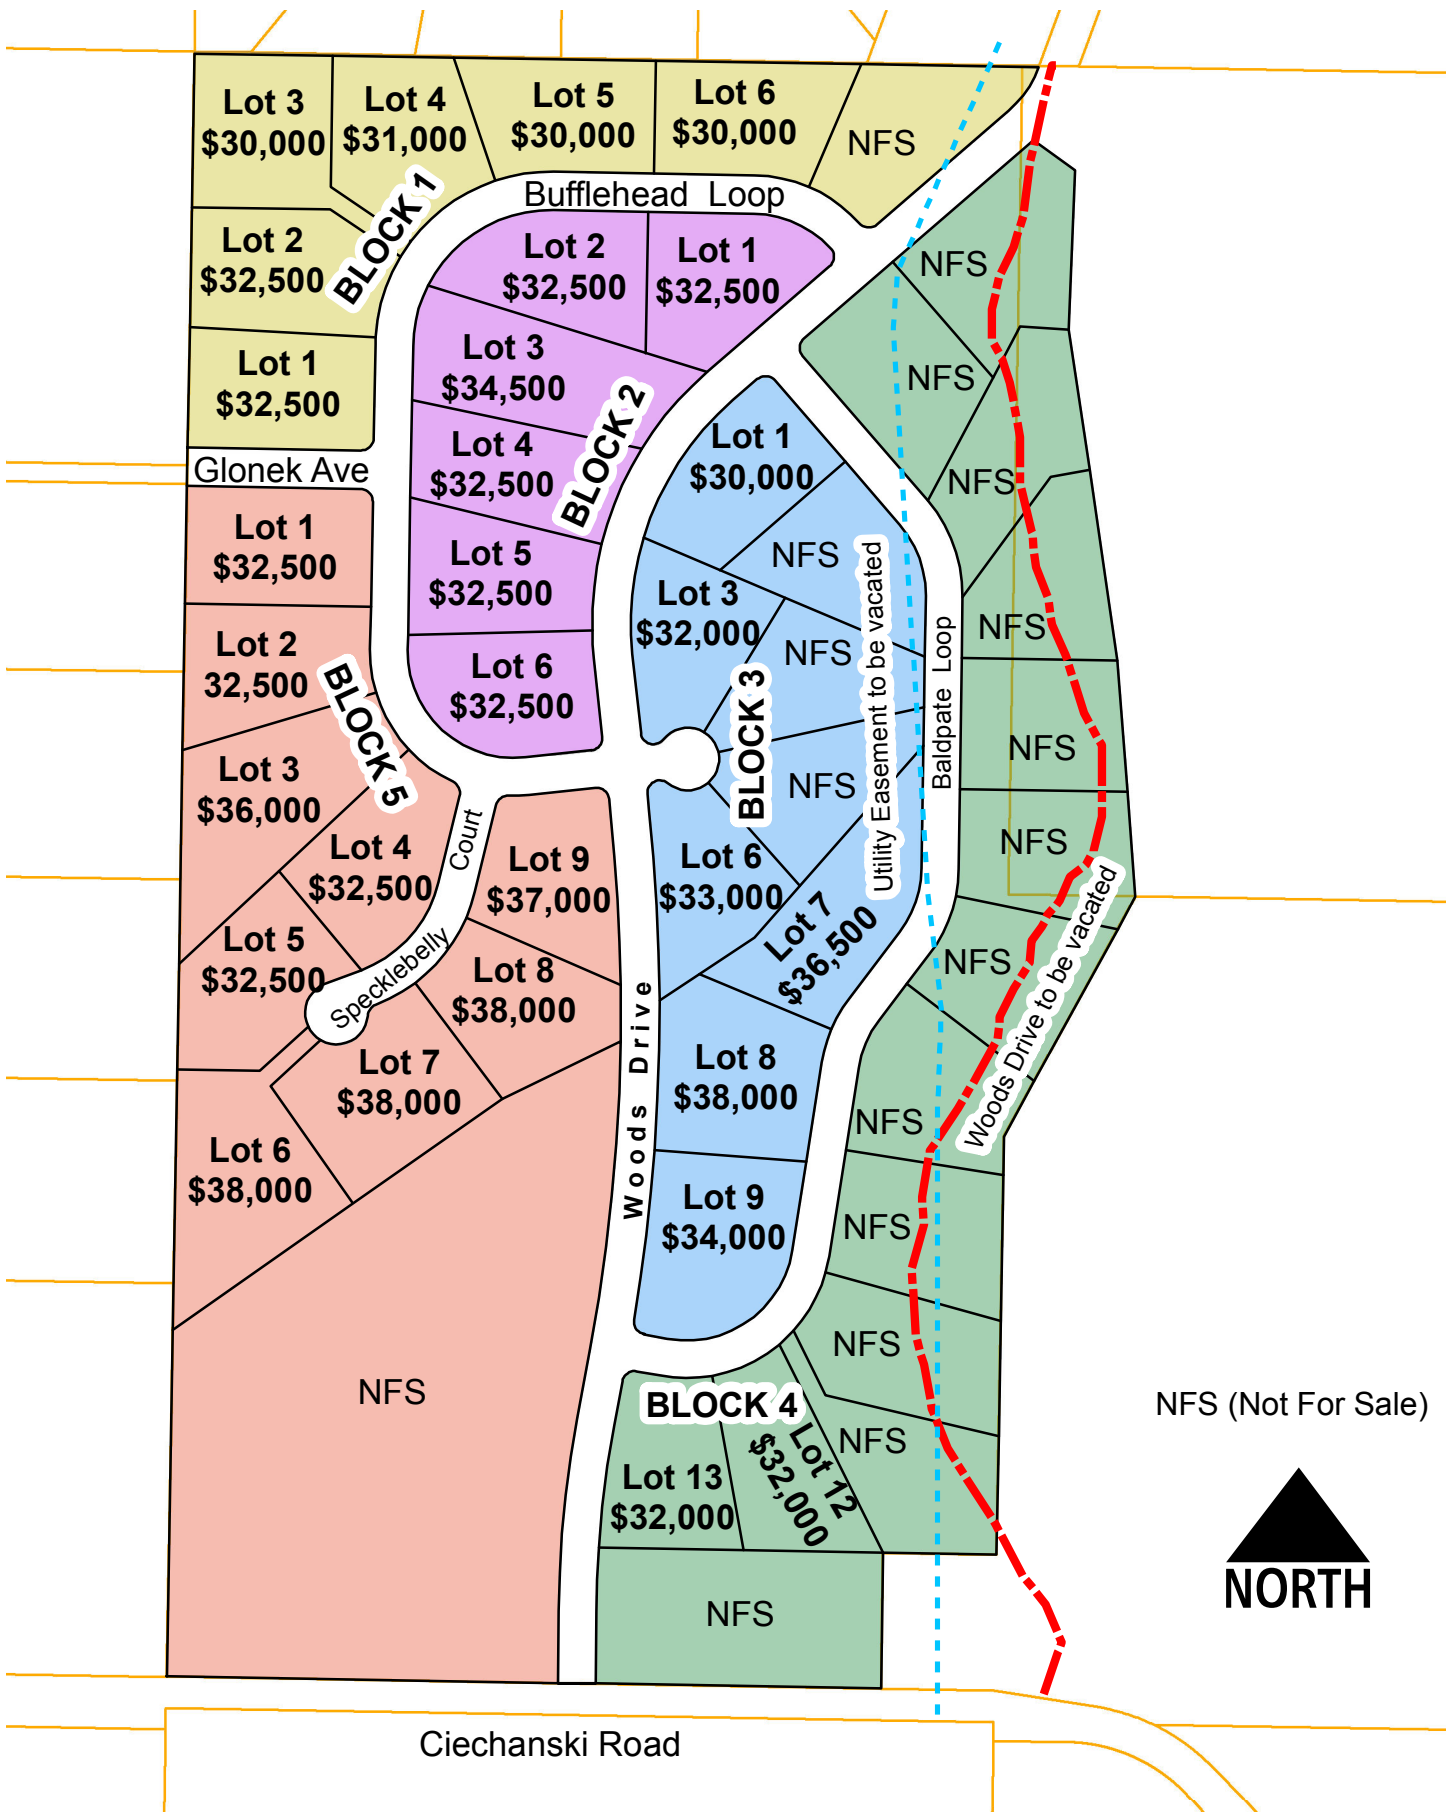 Lot 3
$30,000
Lot 4
$31,000
Lot 5
$30,000
Lot 6
$30,000
NFS
BLOCK 1
Bufflehead Loop
Lot 2
$32,500
Lot 1
$32,500
Glonek Ave
Lot 2
$32,500
Lot 1
$32,500
Lot 3
$34,500
BLOCK 2
Lot 4
$32,500
Lot 5
$32,500
Lot 6
$32,500
Lot 1
$30,000
NFS
Lot 3
$32,000
NFS
BLOCK 3
NFS
Lot 6
$33,000
Lot 7
$36,500
Lot 8
$38,000
Lot 9
$34,000
Utility Easement to be vacated
Baldpate Loop
NFS
NFS
NFS
NFS
NFS
NFS
NFS
NFS
NFS
NFS
NFS
Woods Drive to be vacated
Lot 1
$32,500
Lot 2
32,500
BLOCK 5
Lot 3
$36,000
Lot 4
$32,500
Court
Specklebelly
Lot 9
$37,000
Lot 5
$32,500
Lot 8
$38,000
Lot 7
$38,000
Lot 6
$38,000
Woods Drive
NFS
BLOCK 4
Lot 13
$32,000
Lot 12
$32,000
NFS
NFS (Not For Sale)
NORTH
Ciechanski Road